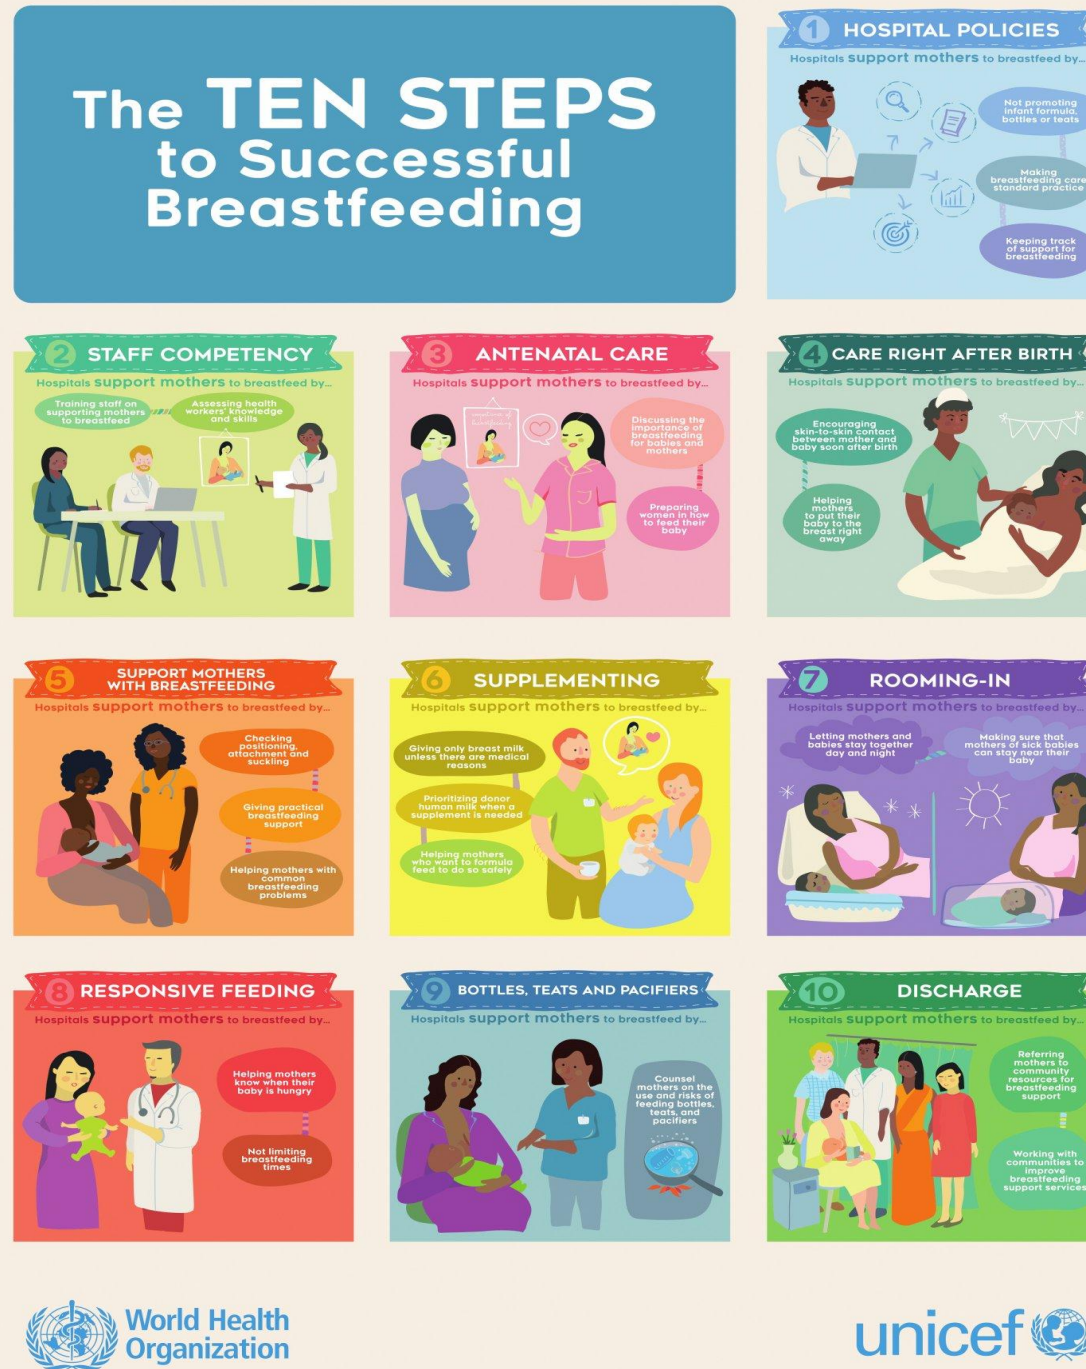 The TEN STEPS
to Successful
Breastfeeding
1 HOSPITAL POLICIES
Hospitals support mothers to breastfeed by...
Not promoting
infant formula,
bottles or teats
Making
breastfeeding care
standard practice
Keeping track
of support for
breastfeeding
2 STAFF COMPETENCY
Hospitals support mothers to breastfeed by...
Training staff on
supporting mothers
to breastfeed
Assessing health
workers' knowledge
and skills
3 ANTENATAL CARE
Hospitals support mothers to breastfeed by...
Discussing the
importance of
breastfeeding
for babies and
mothers
Preparing
women in how
to feed their
baby
4 CARE RIGHT AFTER BIRTH
Hospitals support mothers to breastfeed by...
Encouraging
skin-to-skin contact
between mother and
baby soon after birth
Helping
mothers
to put their
baby to the
breast right
away
5 SUPPORT MOTHERS
WITH BREASTFEEDING
Hospitals support mothers to breastfeed by...
Checking
positioning,
attachment and
suckling
Giving practical
breastfeeding
support
Helping mothers with
common
breastfeeding
problems
6 SUPPLEMENTING
Hospitals support mothers to breastfeed by...
Giving only breast milk
unless there are medical
reasons
Prioritizing donor
human milk when a
supplement is needed
Helping mothers
who want to formula
feed to do so safely
7 ROOMING-IN
Hospitals support mothers to breastfeed by...
Letting mothers and
babies stay together
day and night
Making sure that
mothers of sick babies
can stay near their
baby
8 RESPONSIVE FEEDING
Hospitals support mothers to breastfeed by...
Helping mothers
know when their
baby is hungry
Not limiting
breastfeeding
times
9 BOTTLES, TEATS AND PACIFIERS
Hospitals support mothers to breastfeed by...
Counsel
mothers on the
use and risks of
feeding bottles,
teats, and
pacifiers
10 DISCHARGE
Hospitals support mothers to breastfeed by...
Referring
mothers to
community
resources for
breastfeeding
support
Working with
communities to
improve
breastfeeding
support services
World Health
Organization
unicef